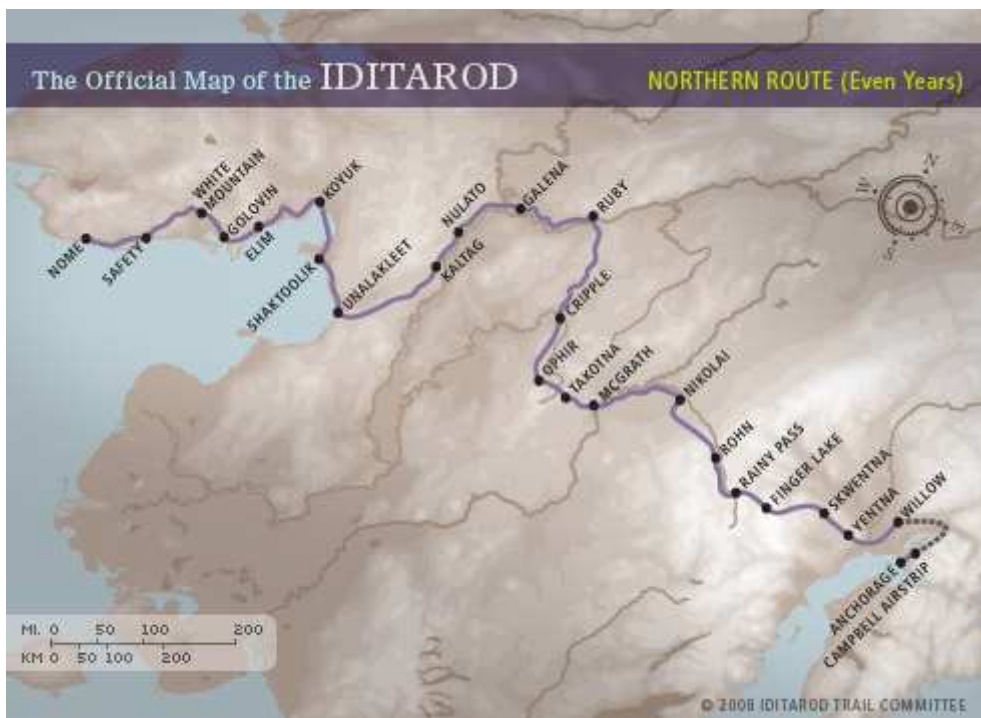 The Official Map of the IDITAROD
NORTHERN ROUTE (Even Years)
NOME
SAFETY
WHITE
MOUNTAIN
GOLOVIN
ELIM
KOYUK
SHAKTOOLIK
UNALAKLEET
KALTAG
NULATO
GALENA
RUBY
CRIPPLE
OPHIR
TAKOTNA
MCGRATH
NIKOLAI
ROHN
RAINY PASS
FINGER LAKE
SKWENTNA
YENTNA
WILLOW
ANCHORAGE
CAMPBELL AIRSTRIP
N
W
E
S
MI. 0 50 100 200
KM 0 50 100 200
© 2008 IDITAROD TRAIL COMMITTEE